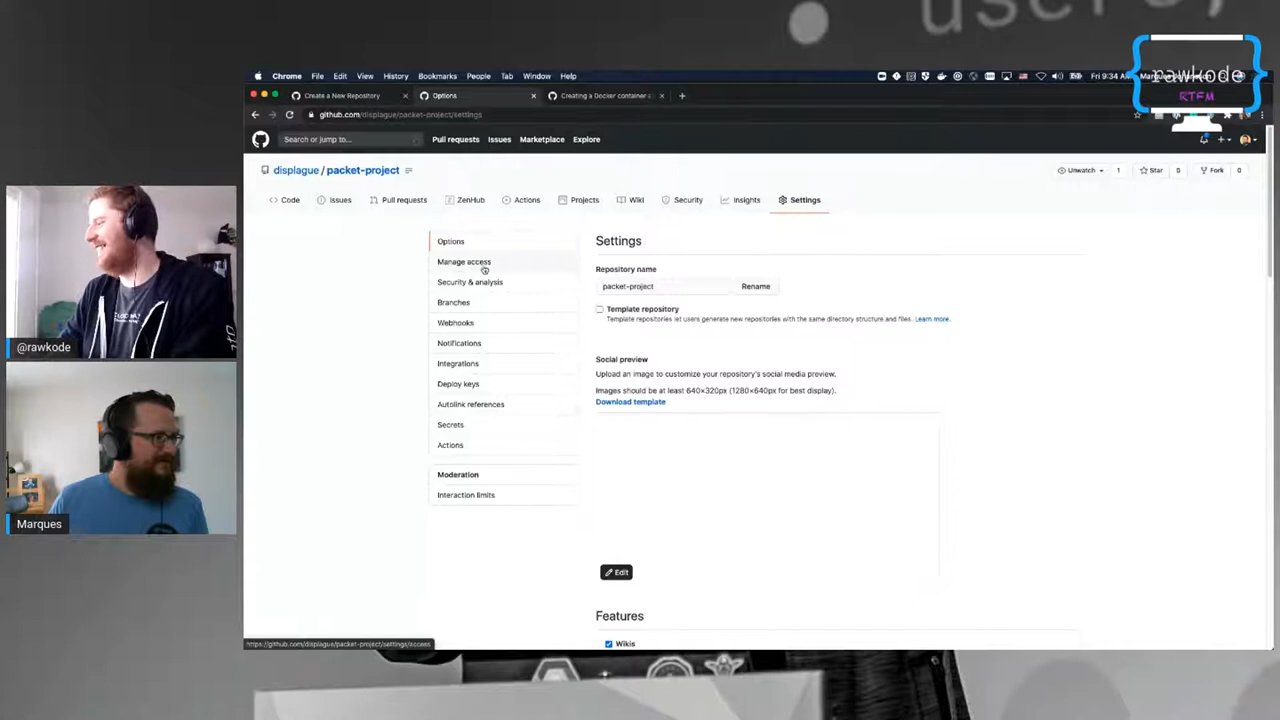 users,
rawkode
RTFM
Chrome File Edit View History Bookmarks People Tab Window Help
Fri 9:34 AM
Create a New Repository
Options
Creating a Docker container a
github.com/displague/packet-project/settings
Search or jump to...
Pull requests Issues Marketplace Explore
displague / packet-project
Unwatch 1 Star 0 Fork 0
Code Issues Pull requests ZenHub Actions Projects Wiki Security Insights Settings
Options
Manage access
Security & analysis
Branches
Webhooks
Notifications
Integrations
Deploy keys
Autolink references
Secrets
Actions
Moderation
Interaction limits
Settings
Repository name
packet-project Rename
Template repository
Template repositories let users generate new repositories with the same directory structure and files. Learn more.
Social preview
Upload an image to customize your repository's social media preview.
Images should be at least 640×320px (1280×640px for best display).
Download template
Edit
Features
Wikis
https://github.com/displague/packet-project/settings/access
@rawkode
Marques